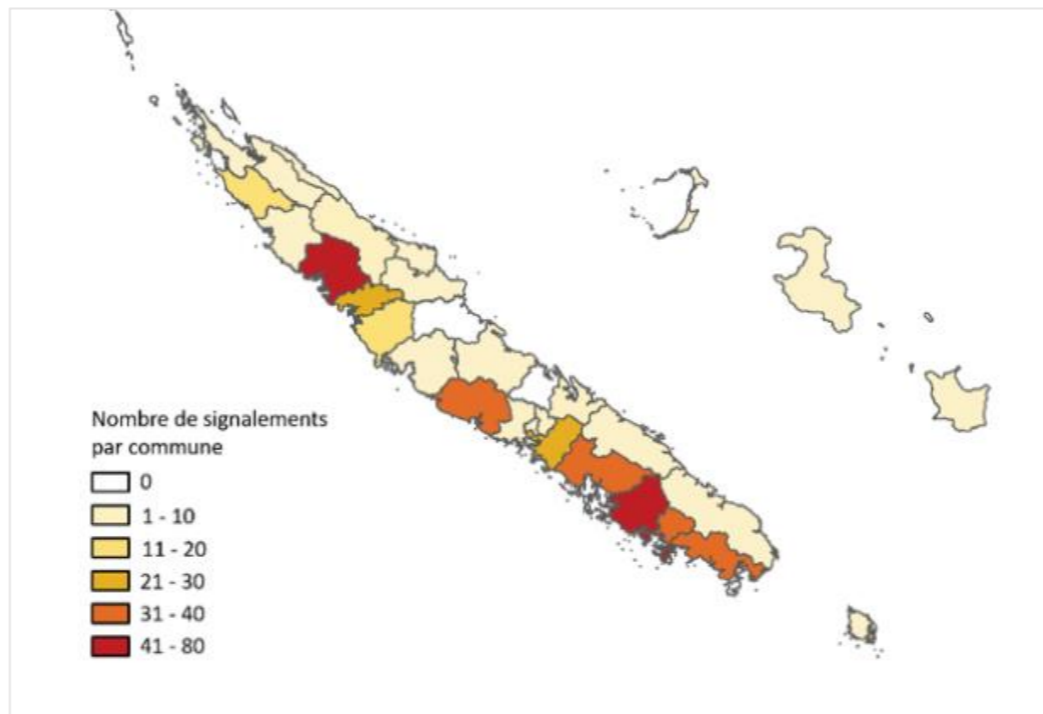 Nombre de signalements
par commune
0
1 - 10
11 - 20
21 - 30
31 - 40
41 - 80